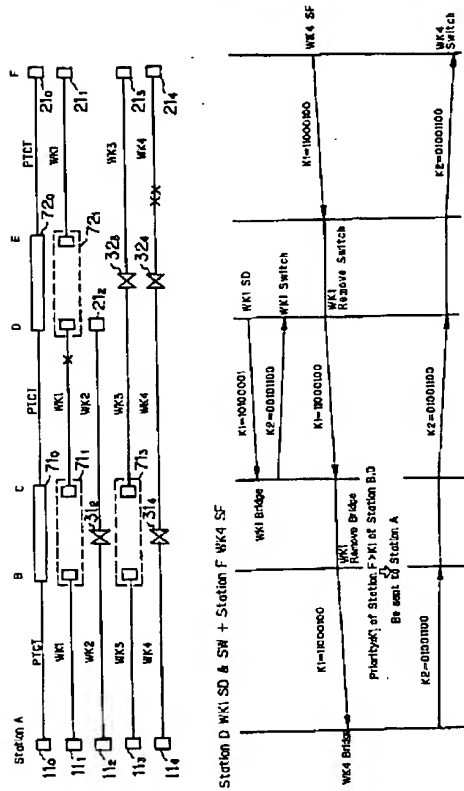 Station A
B
C
D
E
F
PTCT
PTCT
PTCT
11₀
71₀
72₀
21₀
WK1
WK1
WK1
11₁
71₁
72₁
21₁
WK2
WK2
11₂
31₂
21₂
WK3
WK3
11₃
71₃
32₃
21₃
WK4
WK4
WK4
11₄
31₄
32₄
21₄
Station D WK1 SD & SW + Station F WK4 SF
WK1 SD
WK4 SF
K1=10100001
WK1 Bridge
K2=00101100
WK1 Switch
K1=11000100
WK1
Remove Switch
K1=11000100
WK1
Remove Bridge
K1=11000100
WK4 Bridge
Priority:K1 of Station F>K1 of Station B,D
Be sent to Station A
K2=01001100
K2=01001100
K2=01001100
WK4
Switch